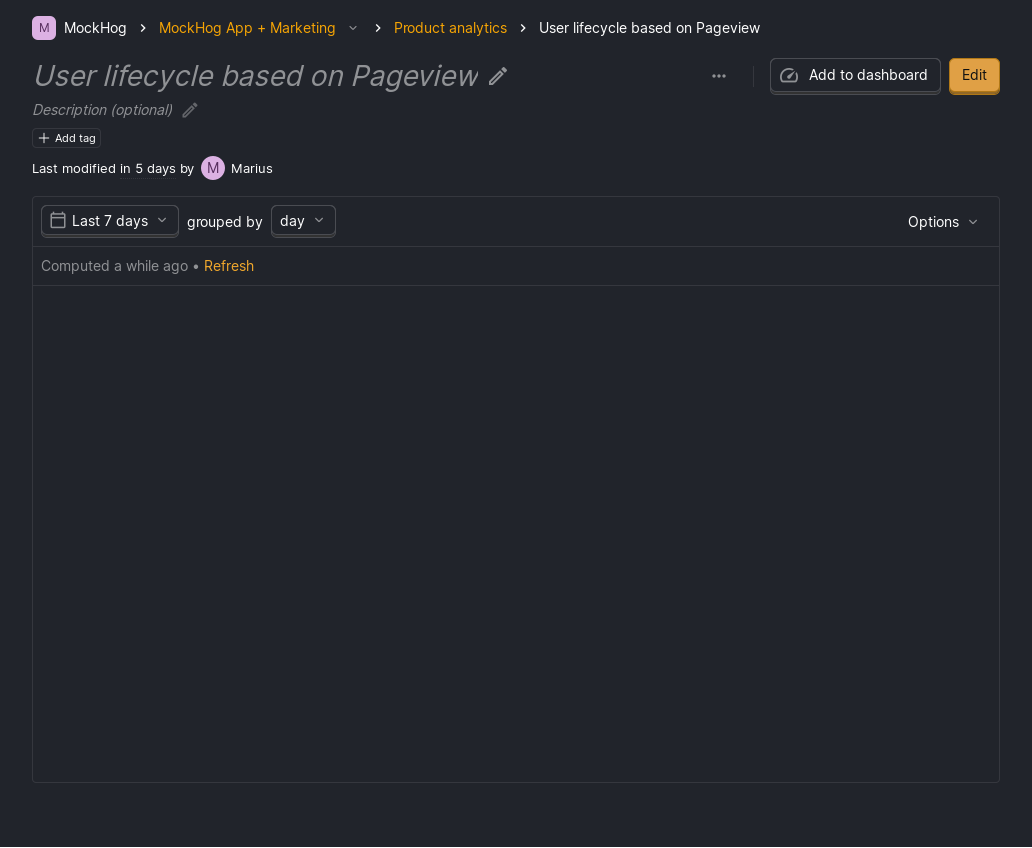 M MockHog MockHog App + Marketing Product analytics User lifecycle based on Pageview
User lifecycle based on Pageview
Add to dashboard
Edit
Description (optional)
Add tag
Last modified in 5 days by M Marius
Last 7 days grouped by day Options
Computed a while ago • Refresh